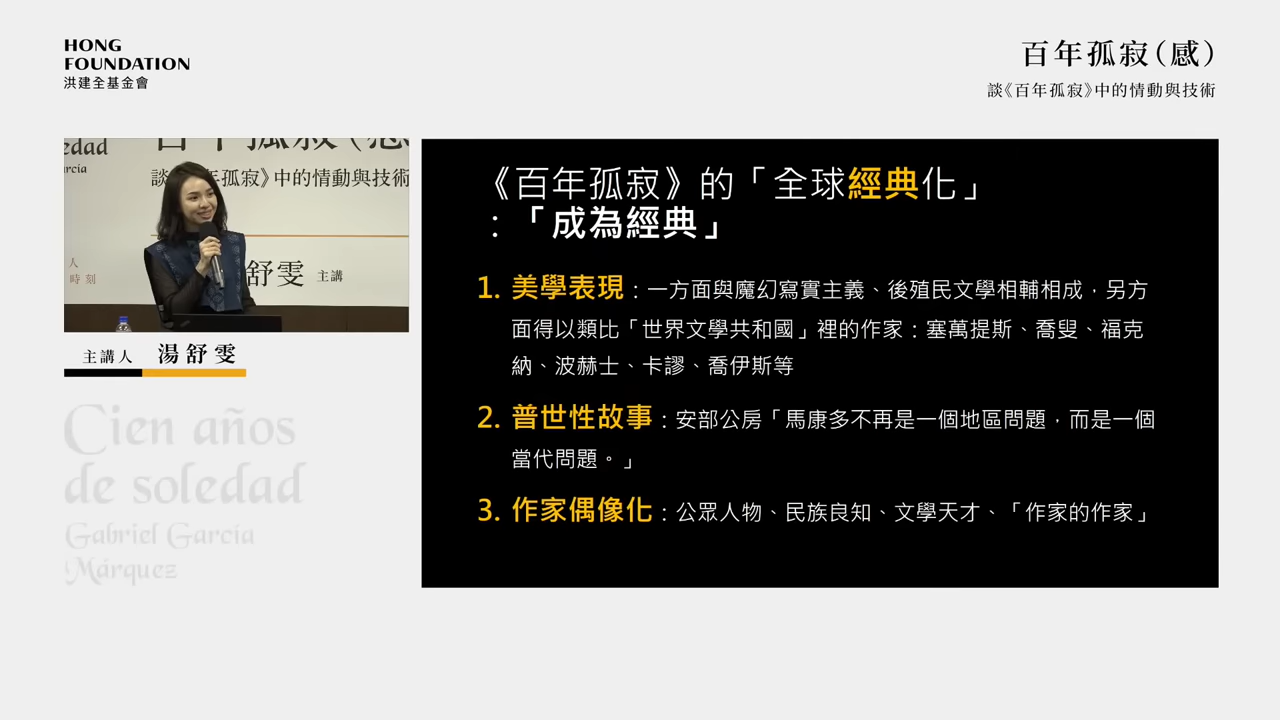 HONG
FOUNDATION
洪建全基金會
百年孤寂(感)
談《百年孤寂》中的情動與技術
edad
rcía
談《百年孤寂》中的情動與技術
人
時刻
舒雯 主講
主講人 湯舒雯
Cien años
de soledad
Gabriel García
Márquez
《百年孤寂》的「全球經典化」
：「成為經典」
1. 美學表現：一方面與魔幻寫實主義、後殖民文學相輔相成，另方
面得以類比「世界文學共和國」裡的作家：塞萬提斯、喬叟、福克
納、波赫士、卡謬、喬伊斯等
2. 普世性故事：安部公房「馬康多不再是一個地區問題，而是一個
當代問題。」
3. 作家偶像化：公眾人物、民族良知、文學天才、「作家的作家」